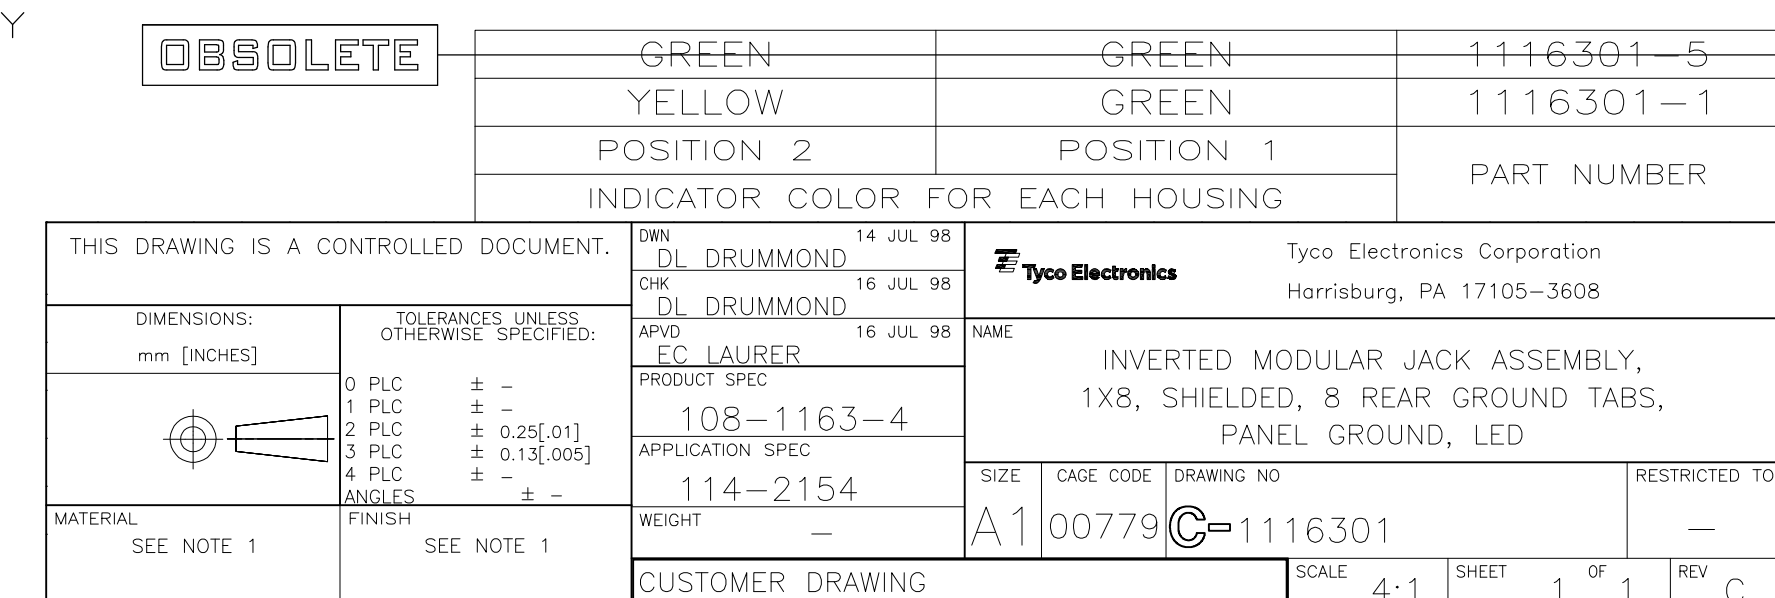 Y
OBSOLETE
GREEN GREEN 1116301-5
YELLOW GREEN 1116301-1
POSITION 2 POSITION 1
PART NUMBER
INDICATOR COLOR FOR EACH HOUSING
THIS DRAWING IS A CONTROLLED DOCUMENT.
DWN 14 JUL 98
DL DRUMMOND
CHK 16 JUL 98
DL DRUMMOND
APVD 16 JUL 98
EC LAURER
Tyco Electronics
Tyco Electronics Corporation
Harrisburg, PA 17105-3608
DIMENSIONS:
mm [INCHES]
TOLERANCES UNLESS
OTHERWISE SPECIFIED:
0 PLC ± -
1 PLC ± -
2 PLC ± 0.25[.01]
3 PLC ± 0.13[.005]
4 PLC ± -
ANGLES ± -
PRODUCT SPEC
108-1163-4
APPLICATION SPEC
114-2154
WEIGHT
-
NAME
INVERTED MODULAR JACK ASSEMBLY,
1X8, SHIELDED, 8 REAR GROUND TABS,
PANEL GROUND, LED
SIZE CAGE CODE DRAWING NO RESTRICTED TO
A1 00779 C-1116301 -
MATERIAL
SEE NOTE 1
FINISH
SEE NOTE 1
CUSTOMER DRAWING
SCALE 4:1 SHEET 1 OF 1 REV C